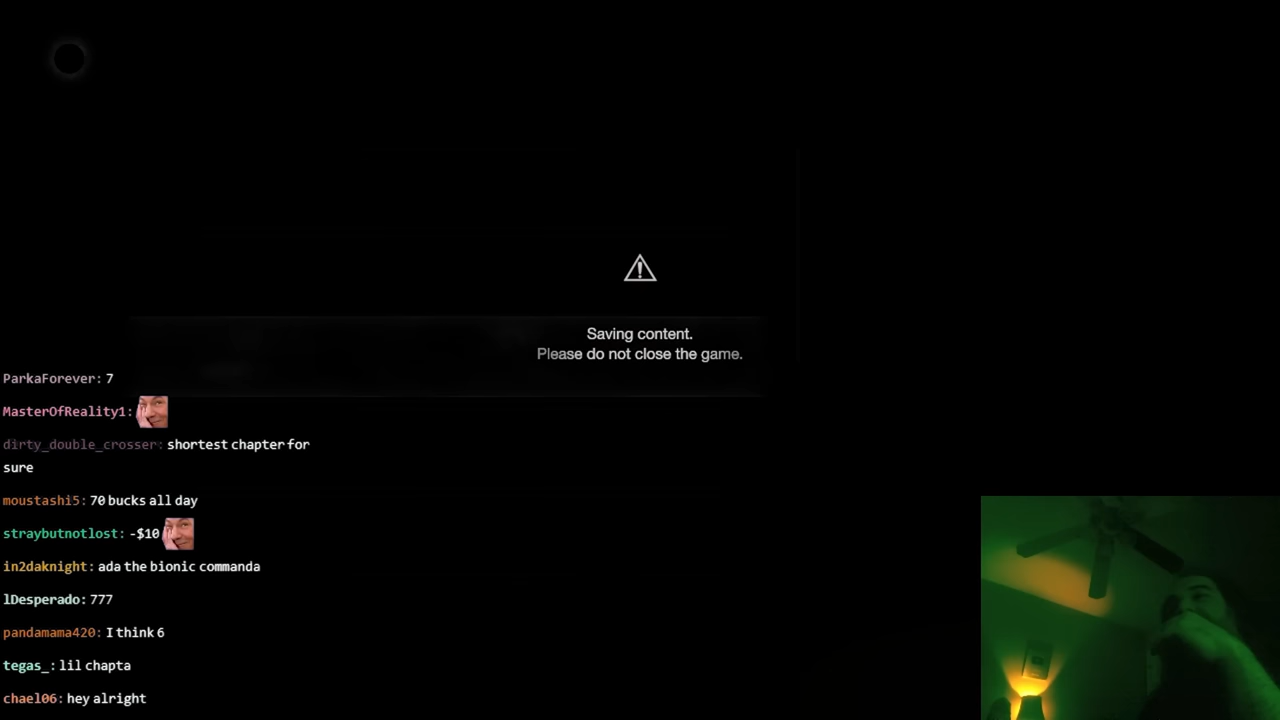 Saving content.
Please do not close the game.
ParkaForever: 7
MasterOfReality1:
dirty_double_crosser: shortest chapter for
sure
moustashi5: 70 bucks all day
straybutnotlost: -$10
in2daknight: ada the bionic commanda
lDesperado: 777
pandamama420: I think 6
tegas_: lil chapta
chael06: hey alright